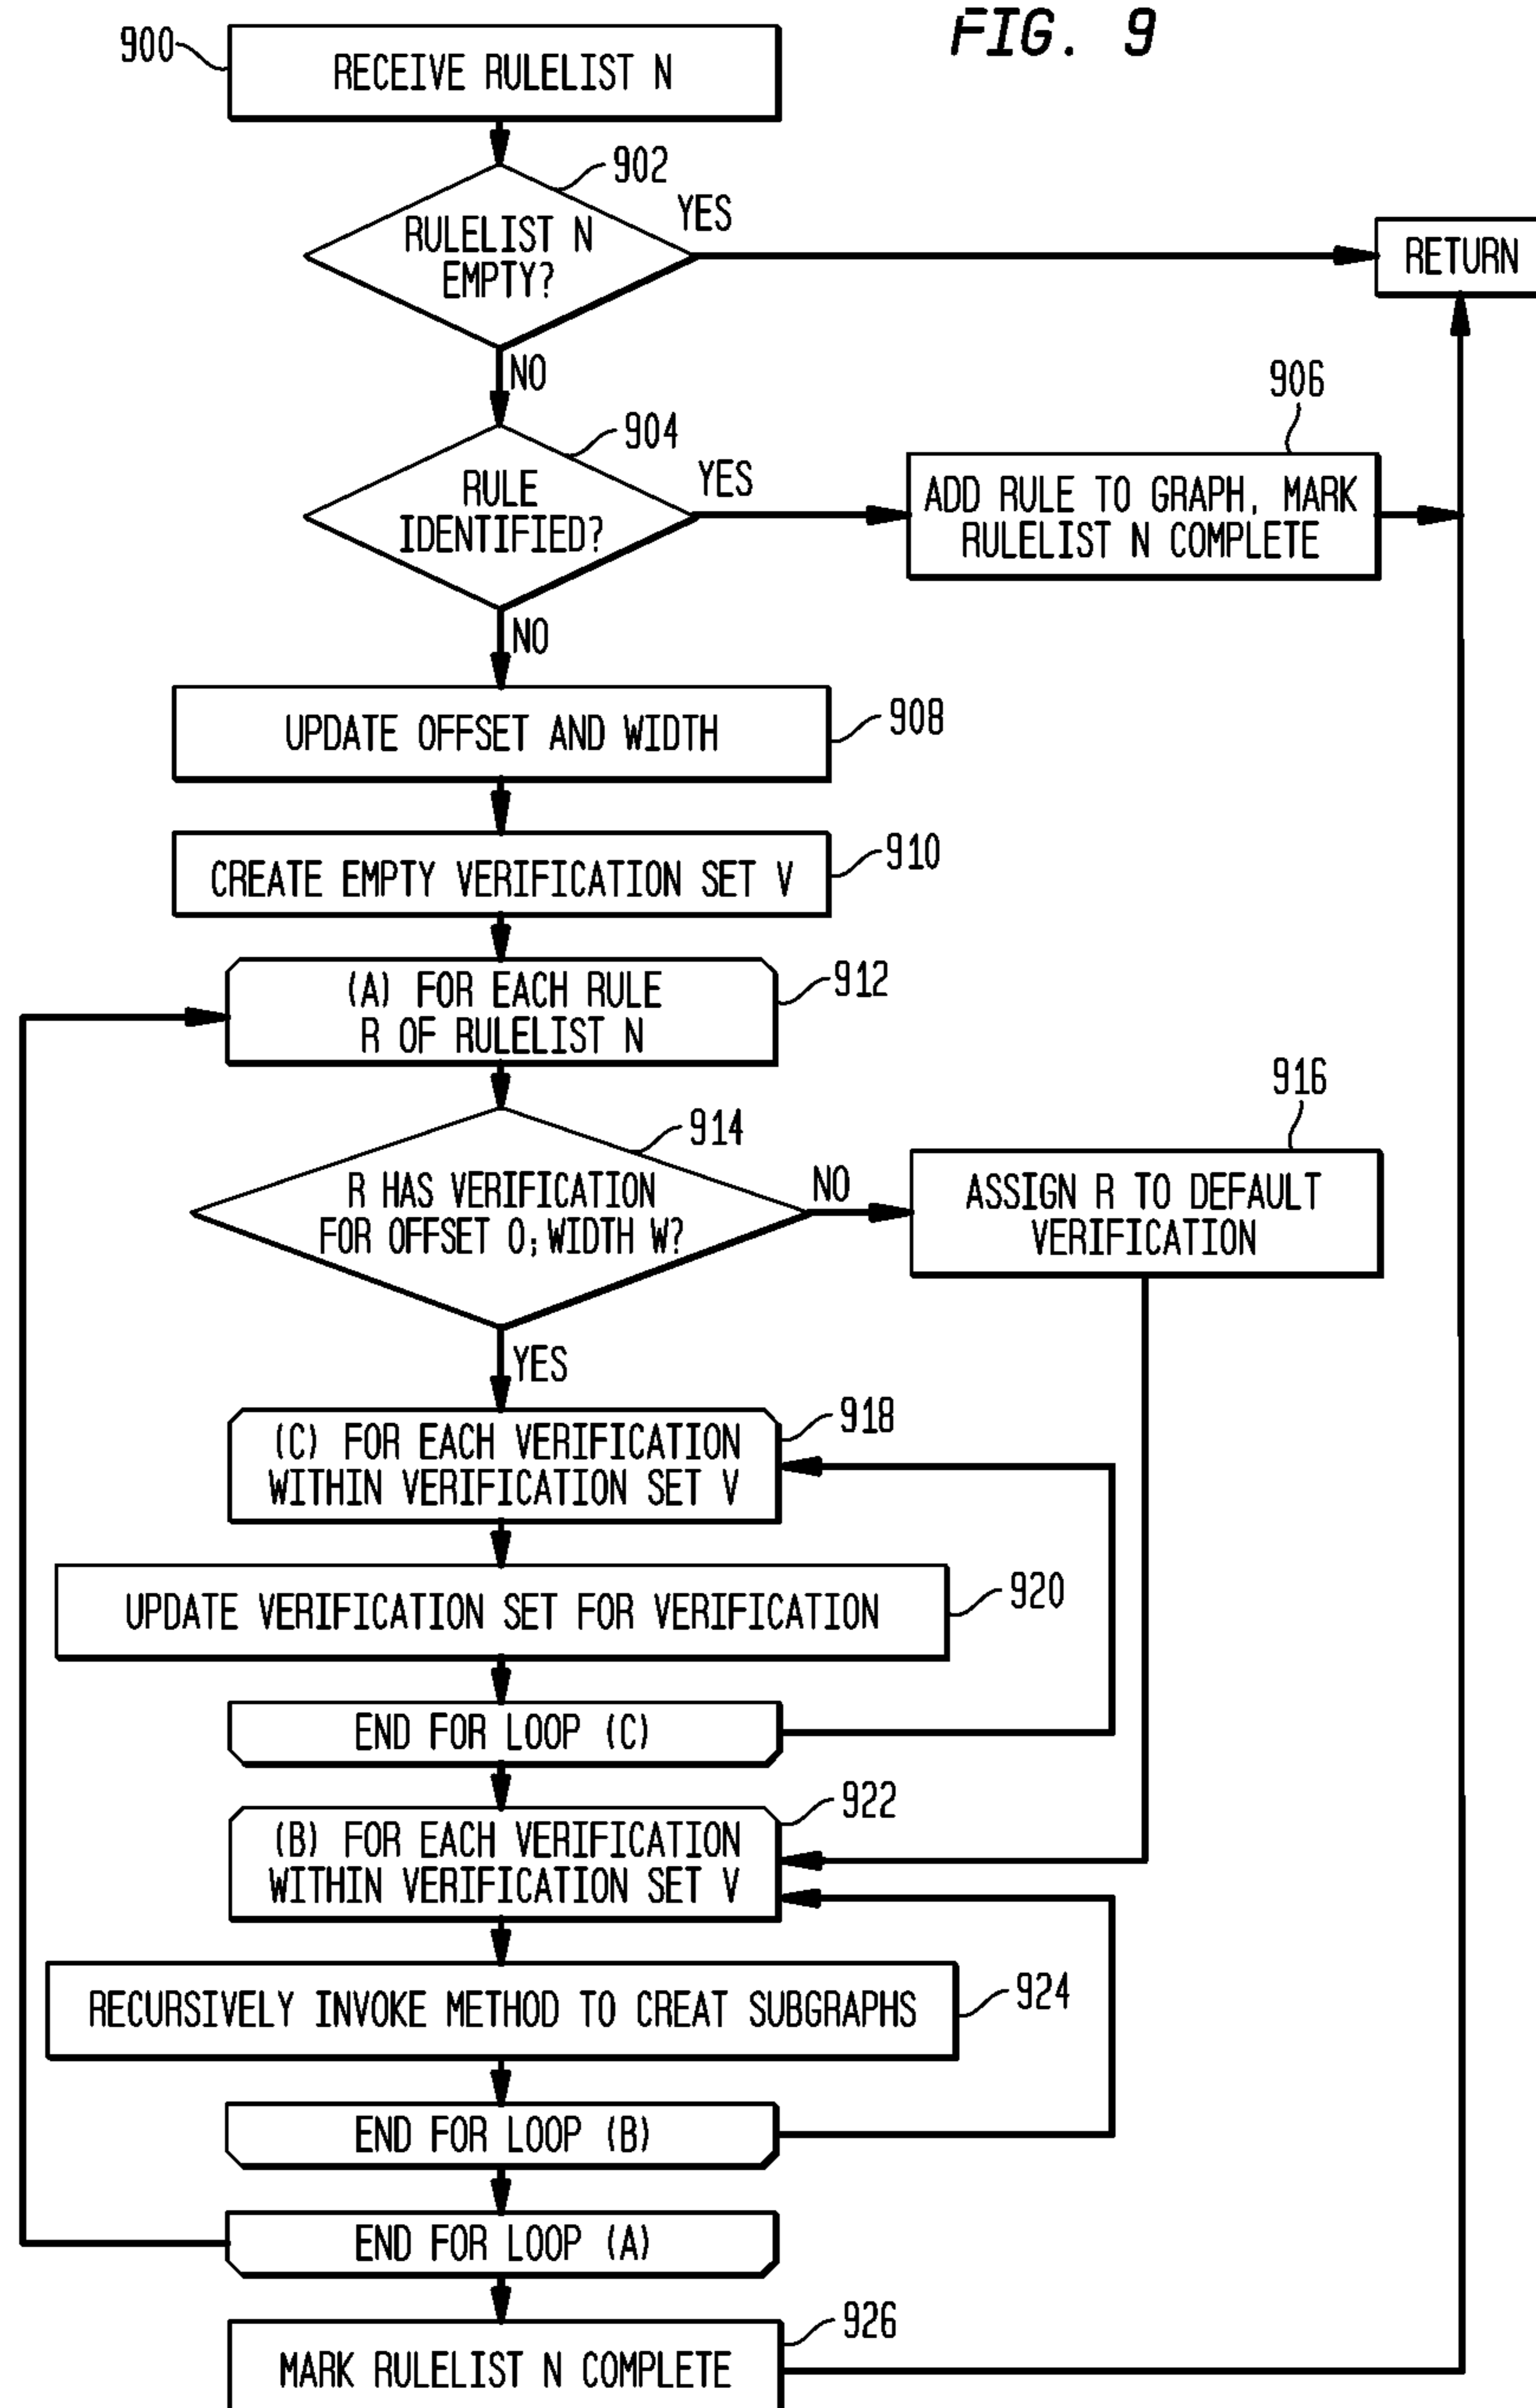 FIG. 9
900
RECEIVE RULELIST N
902
RULELIST N
EMPTY?
YES
RETURN
NO
904
RULE
IDENTIFIED?
YES
906
ADD RULE TO GRAPH, MARK
RULELIST N COMPLETE
NO
UPDATE OFFSET AND WIDTH
908
CREATE EMPTY VERIFICATION SET V
910
(A) FOR EACH RULE
R OF RULELIST N
912
914
R HAS VERIFICATION
FOR OFFSET O; WIDTH W?
NO
916
ASSIGN R TO DEFAULT
VERIFICATION
YES
(C) FOR EACH VERIFICATION
WITHIN VERIFICATION SET V
918
UPDATE VERIFICATION SET FOR VERIFICATION
920
END FOR LOOP (C)
922
(B) FOR EACH VERIFICATION
WITHIN VERIFICATION SET V
RECURSIVELY INVOKE METHOD TO CREAT SUBGRAPHS
924
END FOR LOOP (B)
END FOR LOOP (A)
926
MARK RULELIST N COMPLETE